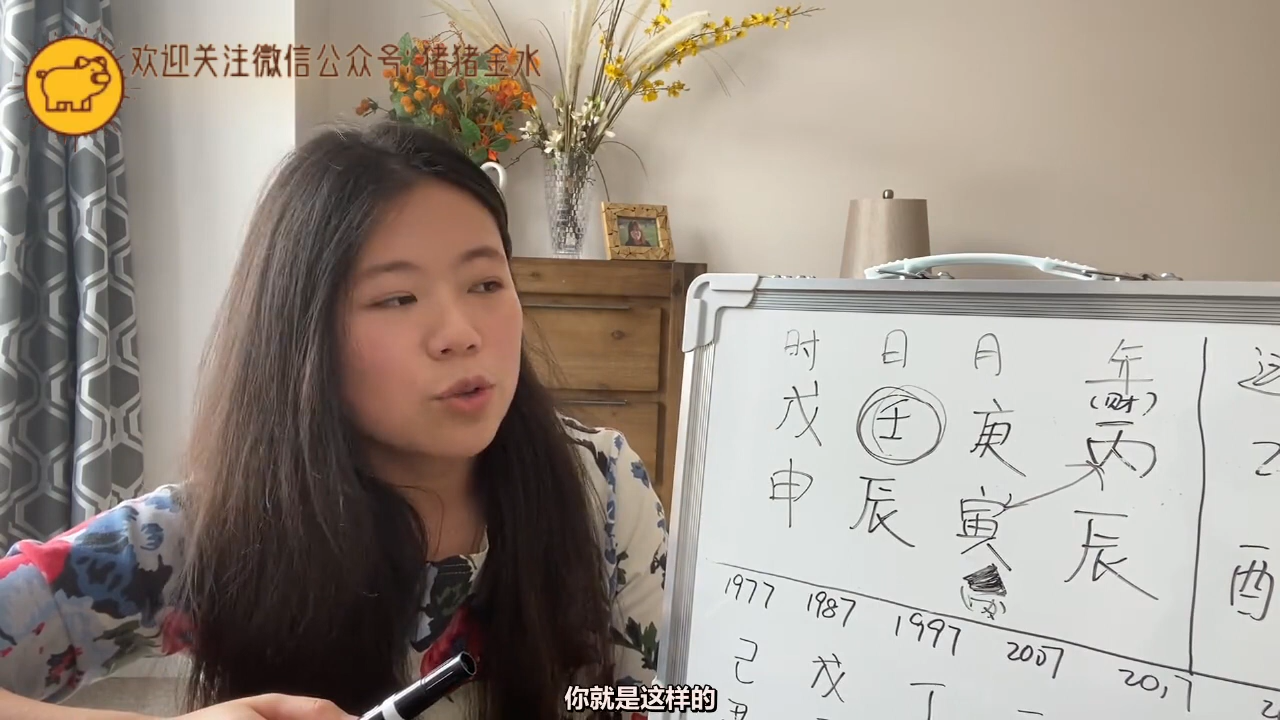 欢迎关注微信公众号:猪猪金水
时 日 月 年
(财)
戊 壬 庚 丙
申 辰 寅 辰
酉
1977 1987 1997 2007 2017
己 戊 丁
你就是这样的